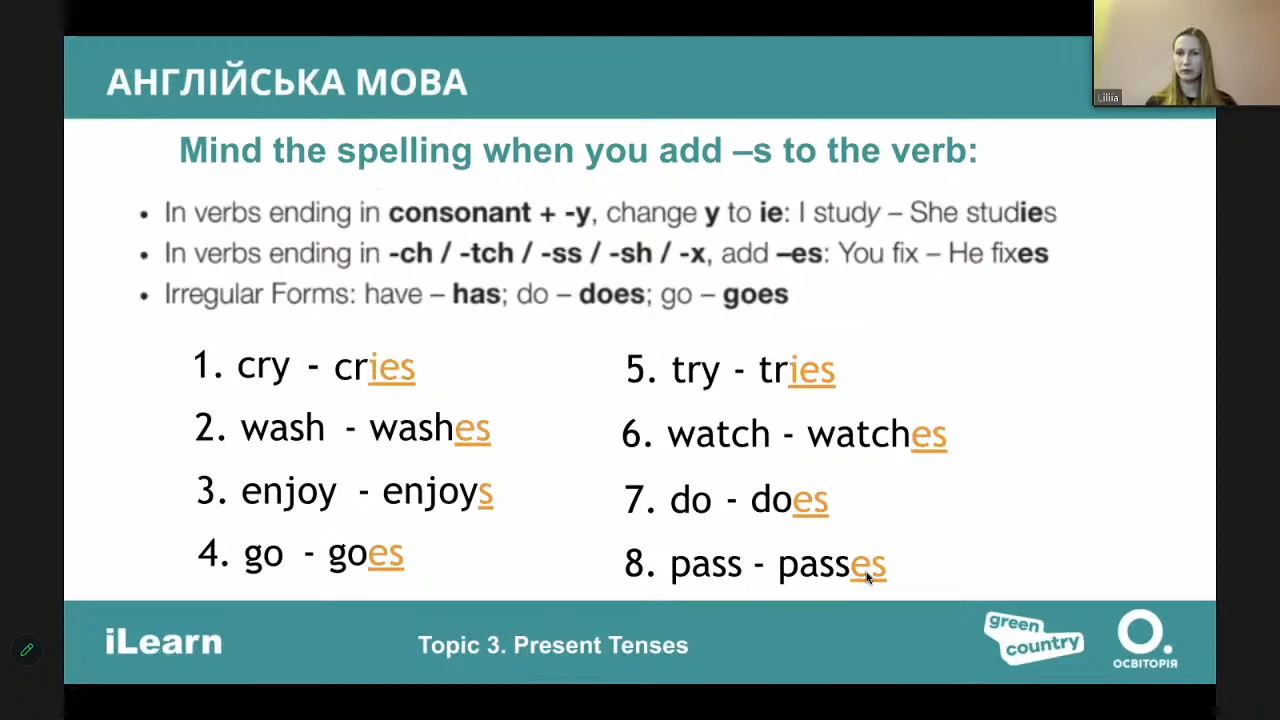 АНГЛІЙСЬКА МОВА
Liliia
Mind the spelling when you add –s to the verb:
• In verbs ending in consonant + -y, change y to ie: I study – She studies
• In verbs ending in -ch / -tch / -ss / -sh / -x, add –es: You fix – He fixes
• Irregular Forms: have – has; do – does; go – goes
1. cry - cries
2. wash - washes
3. enjoy - enjoys
4. go - goes
5. try - tries
6. watch - watches
7. do - does
8. pass - passes
iLearn
Topic 3. Present Tenses
green
country
О.
ОСВІТОРІЯ